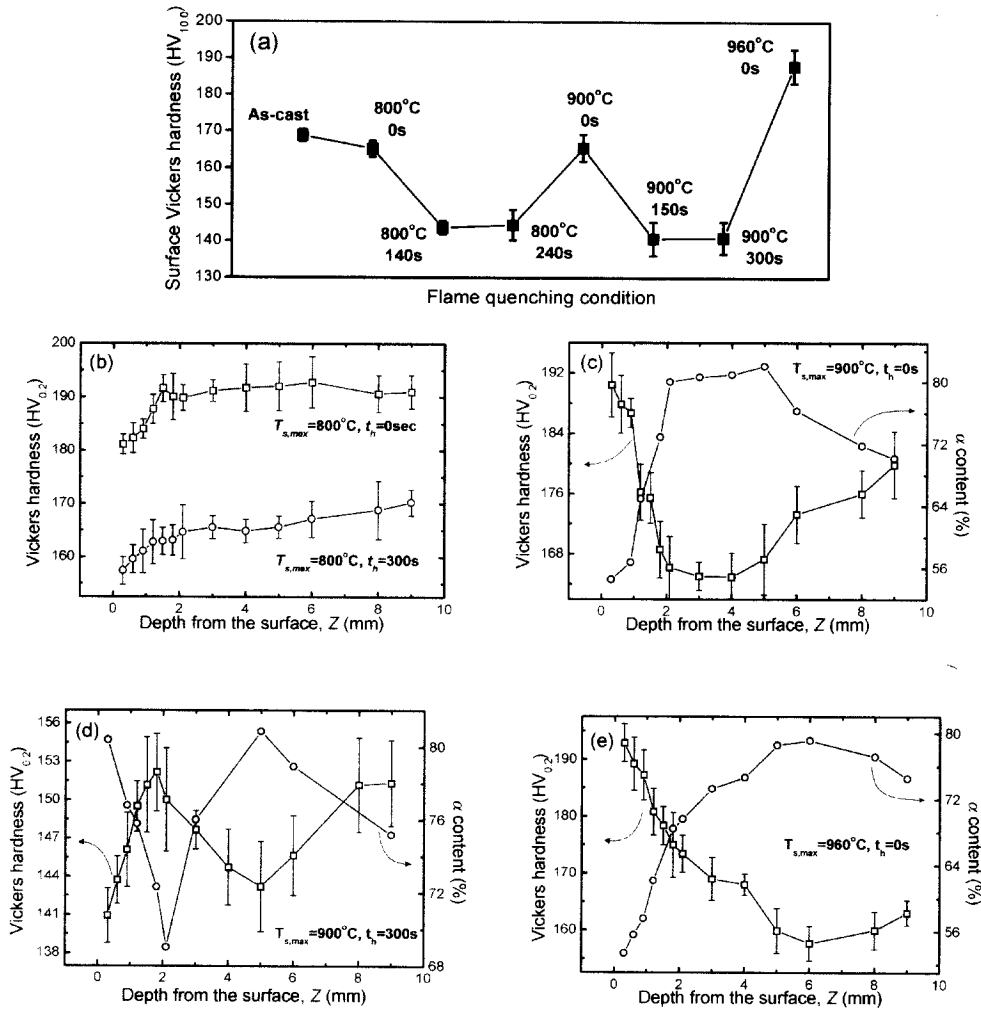 (a)
Surface Vickers hardness (HV10.0)
200
190
180
170
160
150
140
130
As-cast
800°C
0s
800°C
140s
800°C
240s
900°C
0s
900°C
150s
900°C
300s
960°C
0s
Flame quenching condition
(b)
Vickers hardness (HV0.2)
200
190
180
170
160
Ts,max=800°C, th=0sec
Ts,max=800°C, th=300s
0 2 4 6 8 10
Depth from the surface, Z (mm)
(c)
Vickers hardness (HV0.2)
192
184
176
168
Ts,max=900°C, th=0s
80
72
64
56
α content (%)
0 2 4 6 8 10
Depth from the surface, Z (mm)
(d)
Vickers hardness (HV0.2)
156
153
150
147
144
141
138
Ts,max=900°C, th=300s
80
76
72
68
α content (%)
0 2 4 6 8 10
Depth from the surface, Z (mm)
(e)
Vickers hardness (HV0.2)
190
180
170
160
Ts,max=960°C, th=0s
80
72
64
56
α content (%)
0 2 4 6 8 10
Depth from the surface, Z (mm)